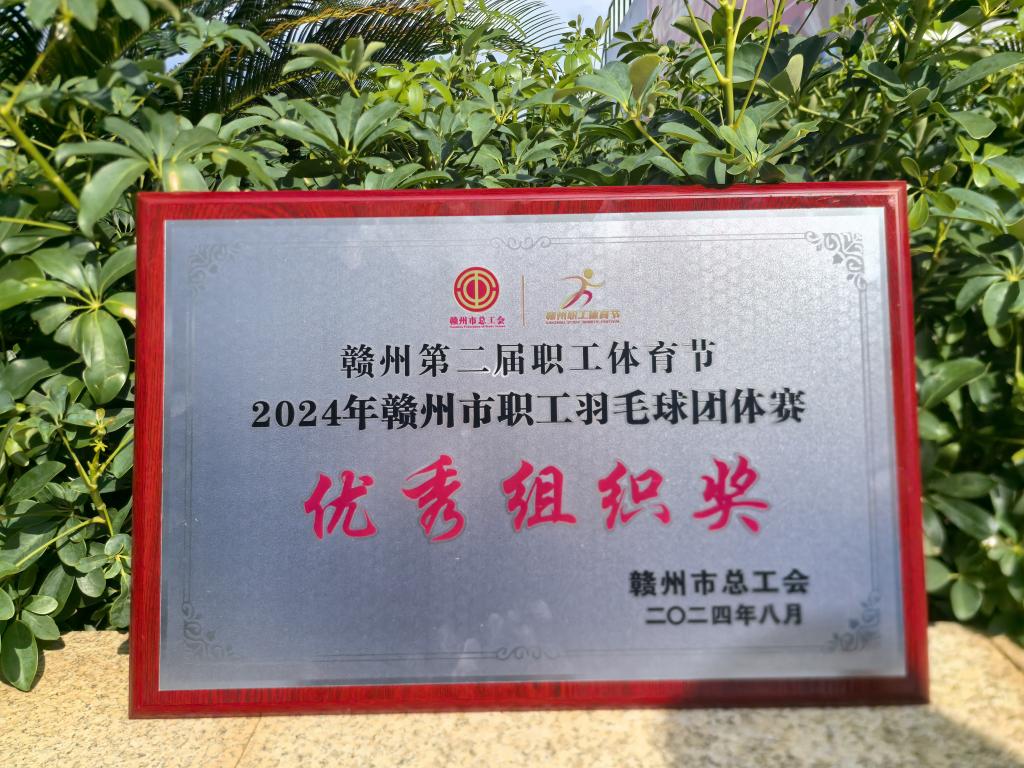 赣州市总工会
赣州职工体育节
赣州第二届职工体育节
2024年赣州市职工羽毛球团体赛
优秀组织奖
赣州市总工会
二〇二四年八月